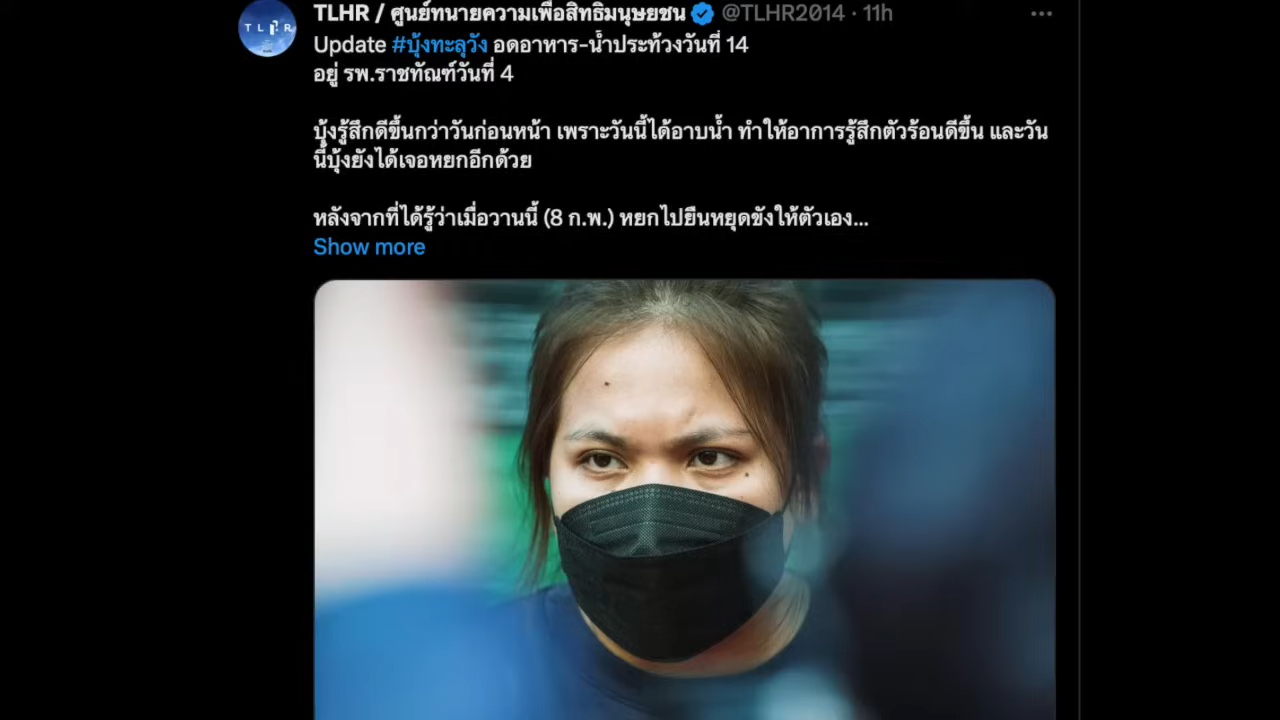 TLHR
TLHR / ศูนย์ทนายความเพื่อสิทธิมนุษยชน @TLHR2014 · 11h
Update #บุ้งทะลุวัง อดอาหาร-น้ำประท้วงวันที่ 14
อยู่ รพ.ราชทัณฑ์วันที่ 4
บุ้งรู้สึกดีขึ้นกว่าวันก่อนหน้า เพราะวันนี้ได้อาบน้ำ ทำให้อาการรู้สึกตัวร้อนดีขึ้น และวัน
นี้บุ้งยังได้เจอหยกอีกด้วย
หลังจากที่ได้รู้ว่าเมื่อวานนี้ (8 ก.พ.) หยกไปยืนหยุดขังให้ตัวเอง...
Show more